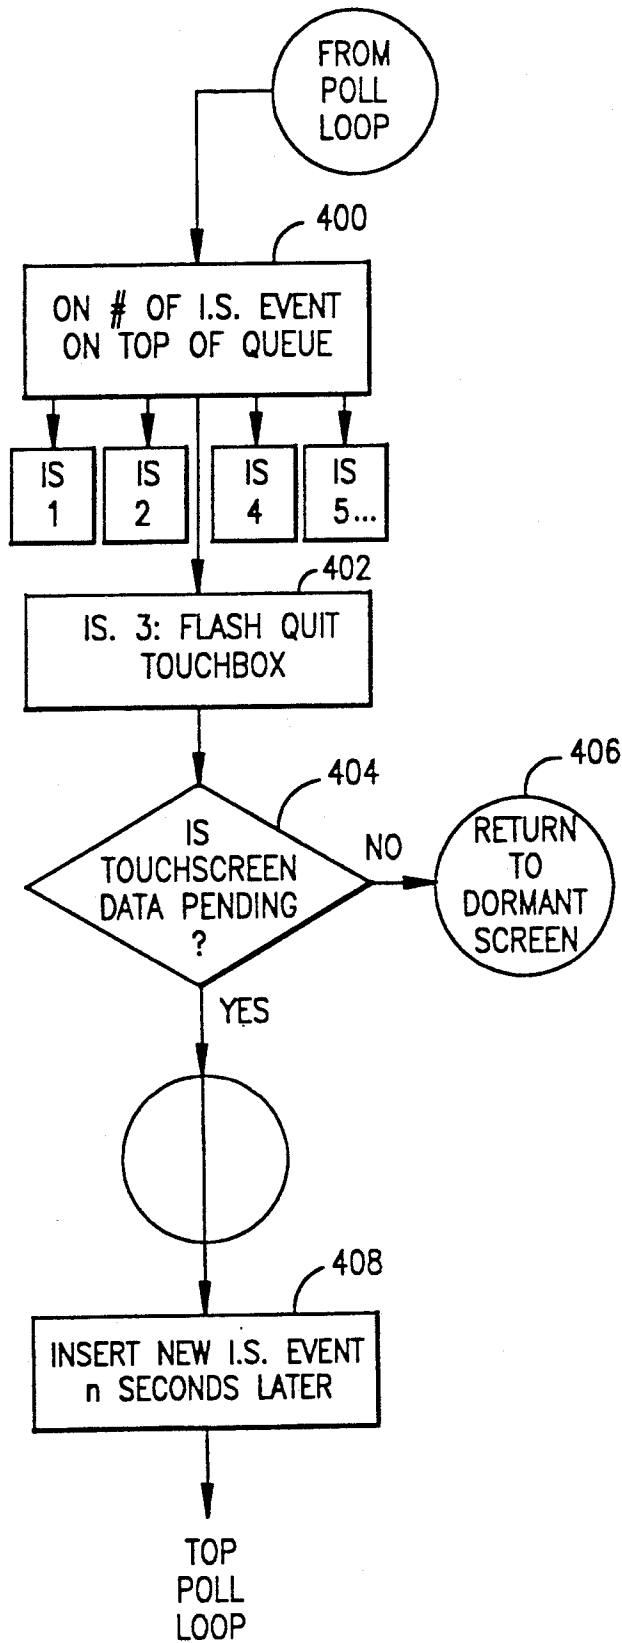 FROM
POLL
LOOP
400
ON # OF I.S. EVENT
ON TOP OF QUEUE
IS
1
IS
2
IS
4
IS
5...
402
IS. 3: FLASH QUIT
TOUCHBOX
404
IS
TOUCHSCREEN
DATA PENDING
?
NO
406
RETURN
TO
DORMANT
SCREEN
YES
408
INSERT NEW I.S. EVENT
n SECONDS LATER
TOP
POLL
LOOP